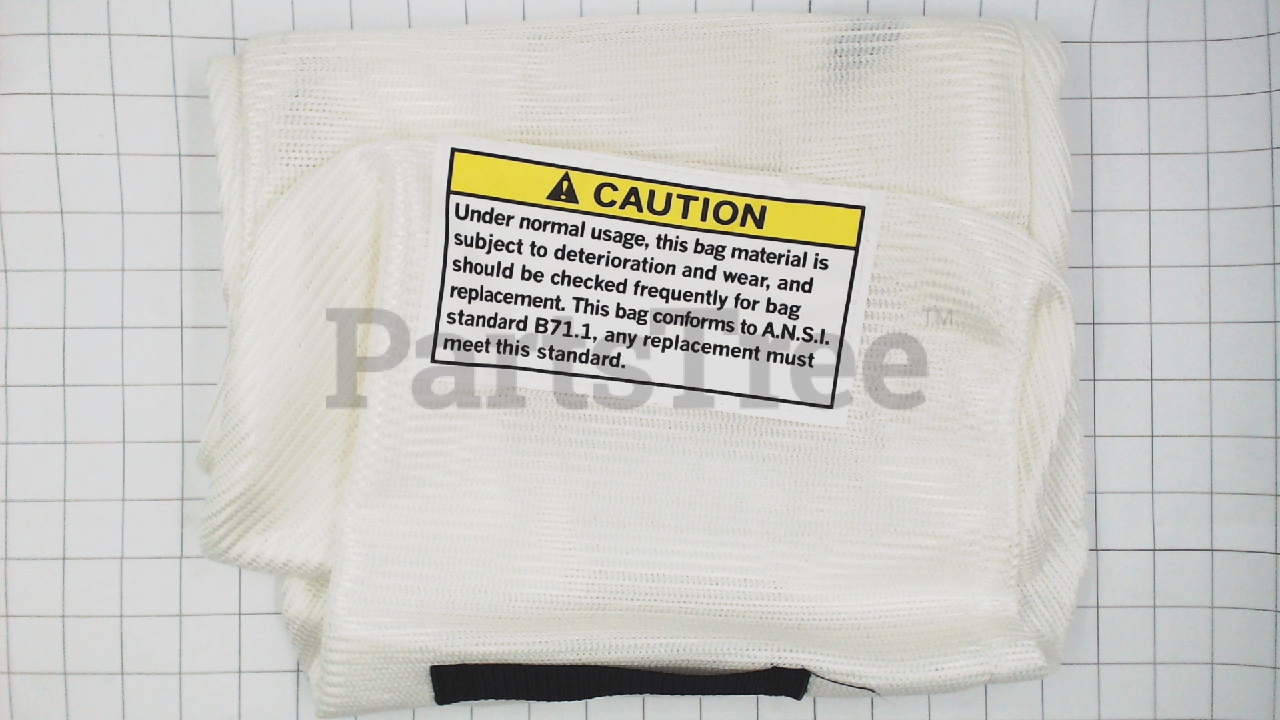 CAUTION
Under normal usage, this bag material is
subject to deterioration and wear, and
should be checked frequently for bag
replacement. This bag conforms to A.N.S.I.
standard B71.1, any replacement must
meet this standard.
PartsTree™